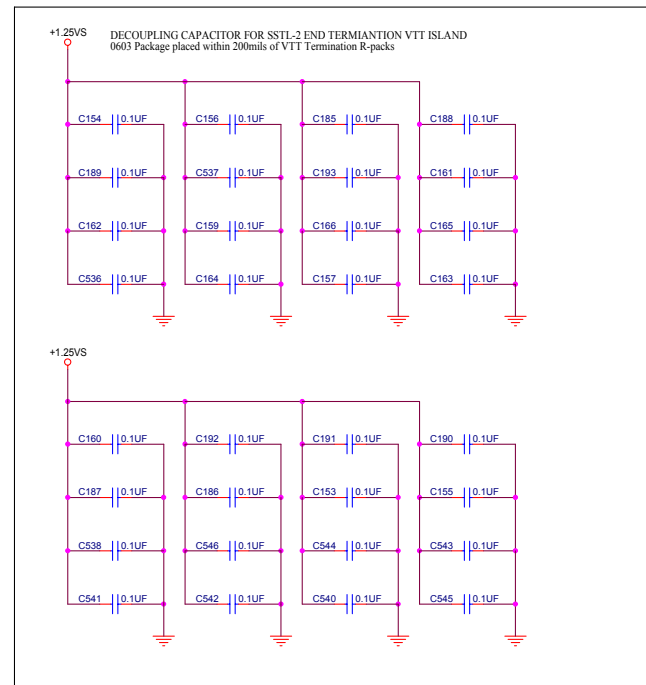 +1.25VS
DECOUPLING CAPACITOR FOR SSTL-2 END TERMIANTION VTT ISLAND
0603 Package placed within 200mils of VTT Termination R-packs
C154 0.1UF C156 0.1UF C185 0.1UF C188 0.1UF
C189 0.1UF C537 0.1UF C193 0.1UF C161 0.1UF
C162 0.1UF C159 0.1UF C166 0.1UF C165 0.1UF
C536 0.1UF C164 0.1UF C157 0.1UF C163 0.1UF
+1.25VS
C160 0.1UF C192 0.1UF C191 0.1UF C190 0.1UF
C187 0.1UF C186 0.1UF C153 0.1UF C155 0.1UF
C538 0.1UF C546 0.1UF C544 0.1UF C543 0.1UF
C541 0.1UF C542 0.1UF C540 0.1UF C545 0.1UF